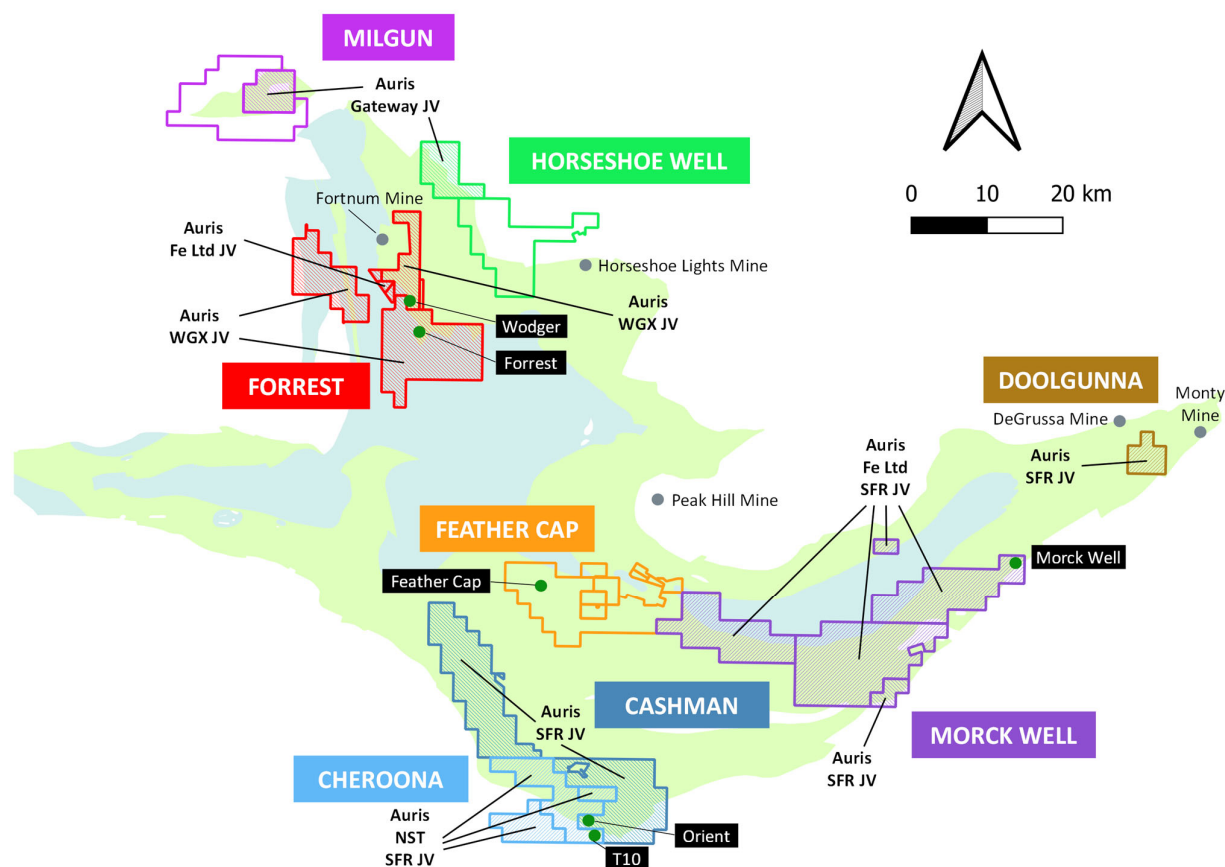 MILGUN
Auris
Gateway JV
HORSESHOE WELL
0 10 20 km
Fortnum Mine
Auris
Fe Ltd JV
Horseshoe Lights Mine
Auris
WGX JV
Auris
WGX JV
Wodger
Forrest
FORREST
DOOLGUNNA
Monty
Mine
DeGrussa Mine
Auris
Fe Ltd
SFR JV
Auris
SFR JV
Peak Hill Mine
FEATHER CAP
Morck Well
Feather Cap
CASHMAN
Auris
SFR JV
MORCK WELL
Auris
SFR JV
CHEROONA
Auris
NST
SFR JV
Orient
T10